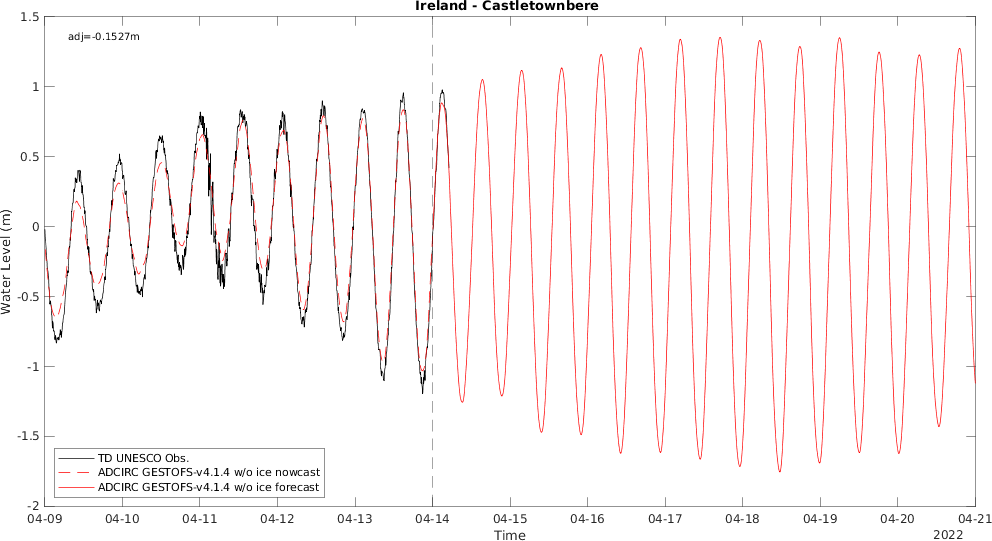 Ireland - Castletownbere
adj=-0.1527m
1.5
1
0.5
0
-0.5
-1
-1.5
-2
Water Level (m)
TD UNESCO Obs.
ADCIRC GESTOFS-v4.1.4 w/o ice nowcast
ADCIRC GESTOFS-v4.1.4 w/o ice forecast
04-09 04-10 04-11 04-12 04-13 04-14 04-15 04-16 04-17 04-18 04-19 04-20 04-21
Time
2022